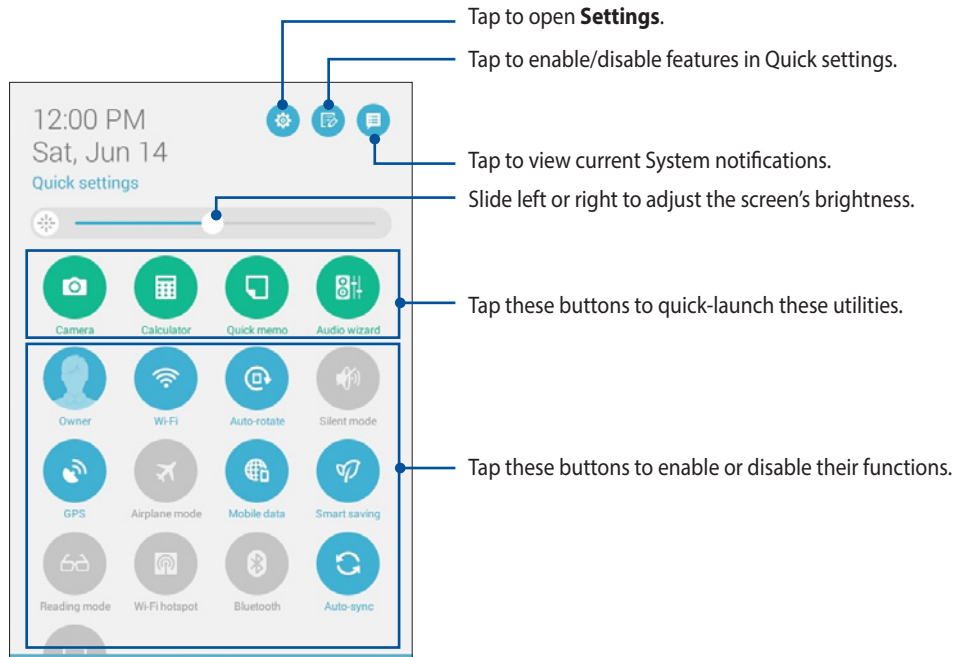 Tap to open Settings.
Tap to enable/disable features in Quick settings.
12:00 PM
Sat, Jun 14
Quick settings
Tap to view current System notifications.
Slide left or right to adjust the screen's brightness.
Camera
Calculator
Quick memo
Audio wizard
Tap these buttons to quick-launch these utilities.
Owner
Wi-Fi
Auto-rotate
Silent mode
GPS
Airplane mode
Mobile data
Smart saving
Tap these buttons to enable or disable their functions.
Reading mode
Wi-Fi hotspot
Bluetooth
Auto-sync